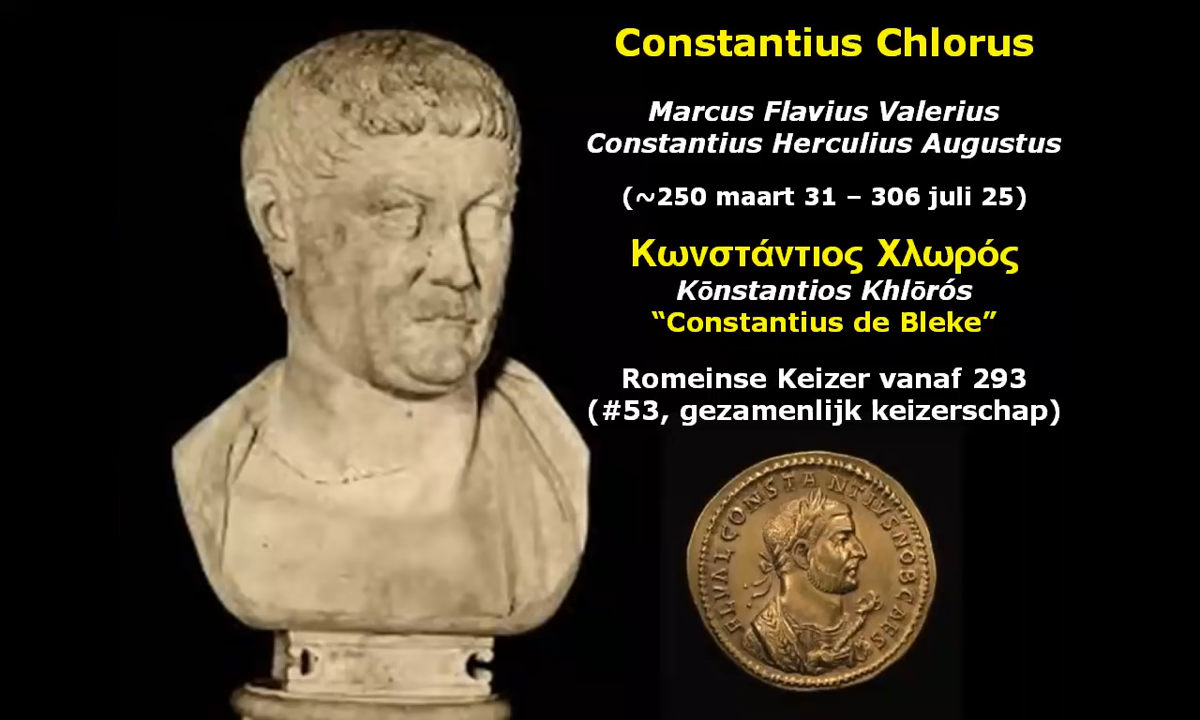 Constantius Chlorus
Marcus Flavius Valerius
Constantius Herculius Augustus
(~250 maart 31 – 306 juli 25)
Κωνστάντιος Χλωρός
Kōnstantios Khlōrós
“Constantius de Bleke”
Romeinse Keizer vanaf 293
(#53, gezamenlijk keizerschap)
FLVALCONSTANTIVSNOBCAES